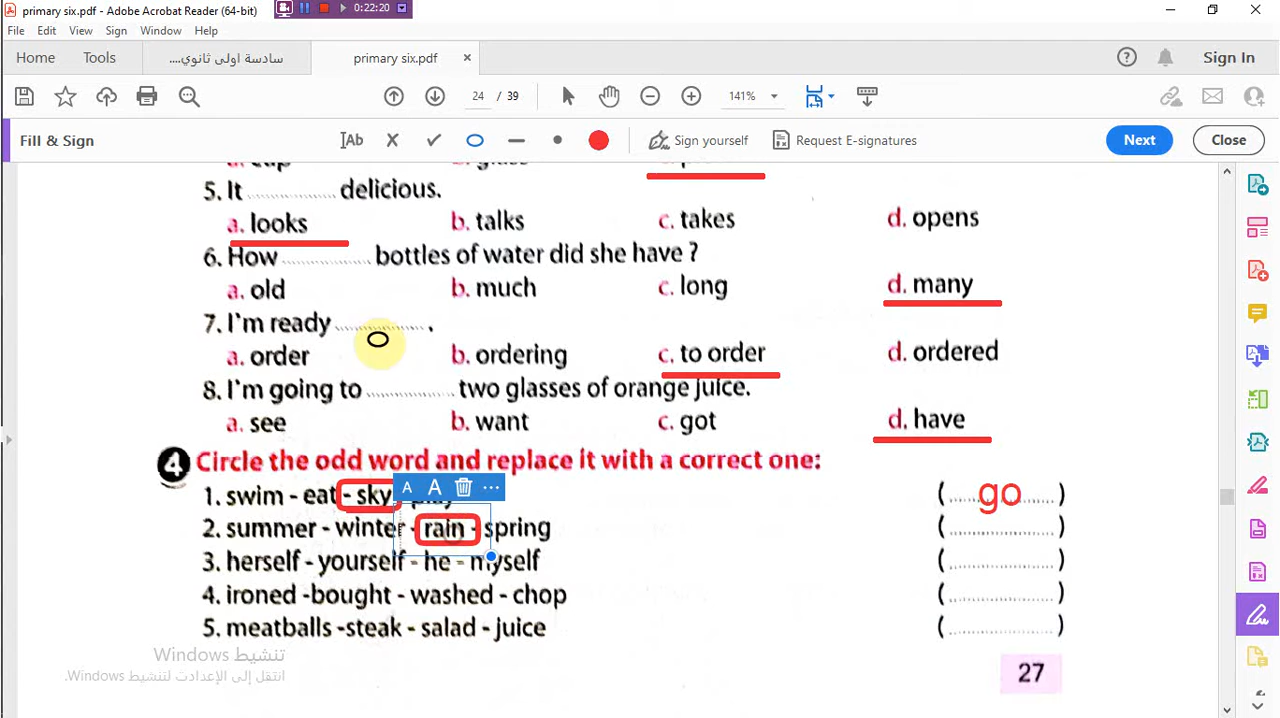 primary six.pdf - Adobe Acrobat Reader (64-bit)
00:22:20
File Edit View Sign Window Help
Home Tools سادسة اولى ثانوي.... primary six.pdf × Sign In
24 / 39 141%
Fill & Sign Ab Sign yourself Request E-signatures Next Close
5. It ............ delicious.
a. looks b. talks c. takes d. opens
6. How ............ bottles of water did she have ?
a. old b. much c. long d. many
7. I'm ready ............ .
a. order b. ordering c. to order d. ordered
8. I'm going to ............ two glasses of orange juice.
a. see b. want c. got d. have
4 Circle the odd word and replace it with a correct one:
1. swim - eat - sky (....go....)
2. summer - winter - rain - spring (............)
3. herself - yourself - he - myself (............)
4. ironed -bought - washed - chop (............)
5. meatballs -steak - salad - juice (............)
تنشيط Windows
انتقل إلى الإعدادت لتنشيط Windows.
27